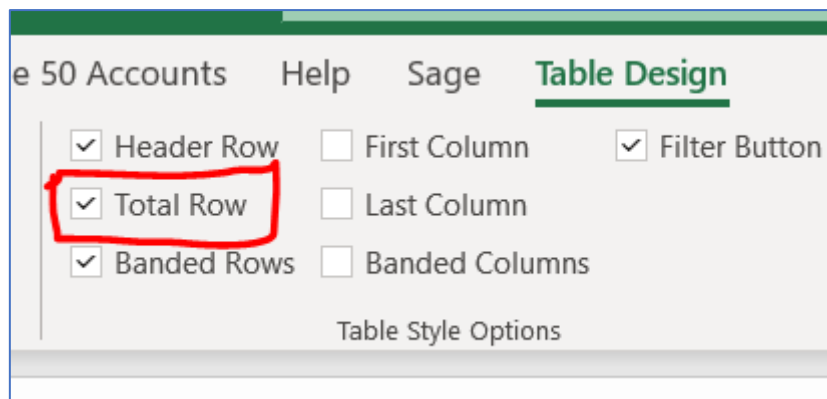 e 50 Accounts Help Sage Table Design
Header Row First Column Filter Button
Total Row Last Column
Banded Rows Banded Columns
Table Style Options